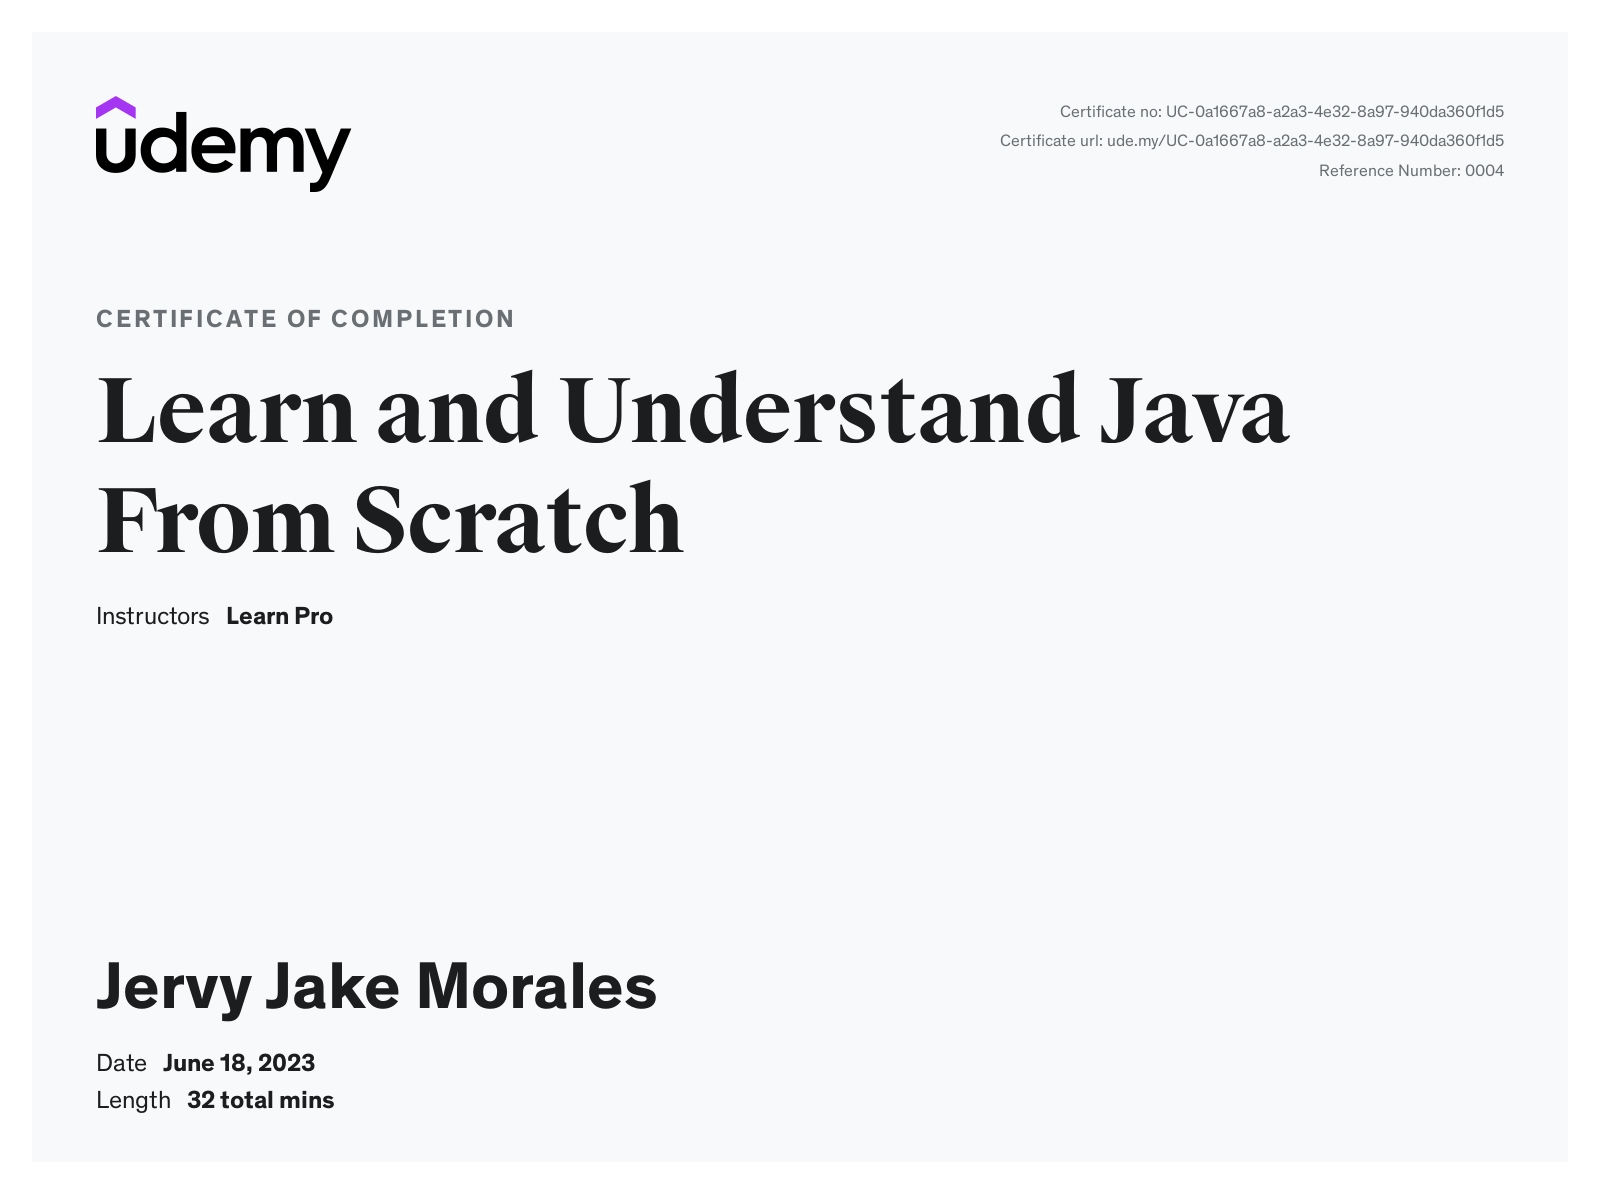 udemy
Certificate no: UC-0a1667a8-a2a3-4e32-8a97-940da360f1d5
Certificate url: ude.my/UC-0a1667a8-a2a3-4e32-8a97-940da360f1d5
Reference Number: 0004
CERTIFICATE OF COMPLETION
Learn and Understand Java
From Scratch
Instructors Learn Pro
Jervy Jake Morales
Date June 18, 2023
Length 32 total mins